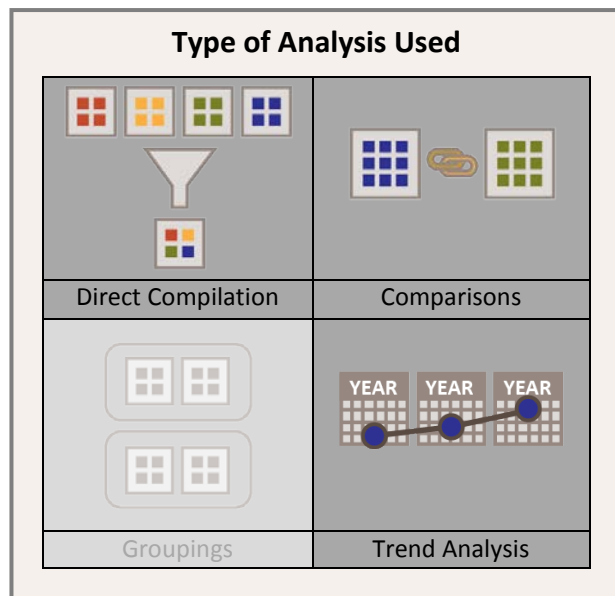 Type of Analysis Used
Direct Compilation
Comparisons
YEAR YEAR YEAR
Groupings
Trend Analysis